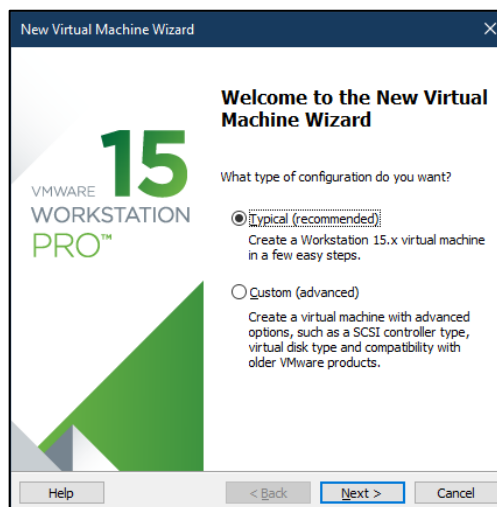 New Virtual Machine Wizard
VMWARE 15
WORKSTATION
PRO™
Welcome to the New Virtual
Machine Wizard
What type of configuration do you want?
Typical (recommended)
Create a Workstation 15.x virtual machine
in a few easy steps.
Custom (advanced)
Create a virtual machine with advanced
options, such as a SCSI controller type,
virtual disk type and compatibility with
older VMware products.
Help
< Back
Next >
Cancel